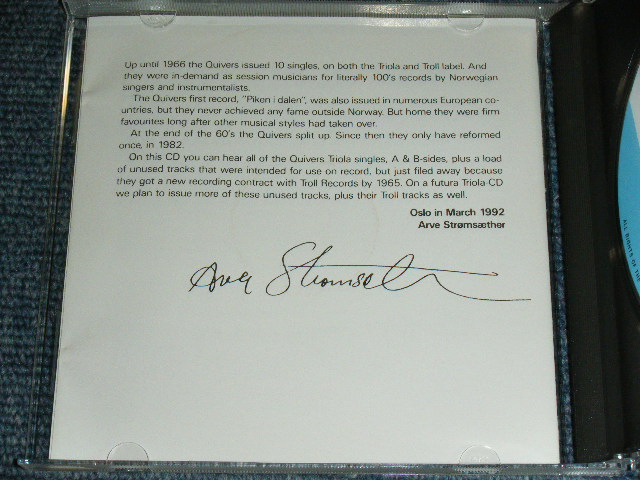 Up until 1966 the Quivers issued 10 singles, on both the Triola and Troll label. And
they were in-demand as session musicians for literally 100's records by Norwegian
singers and instrumentalists.
The Quivers first record, "Piken i dalen", was also issued in numerous European co-
untries, but they never achieved any fame outside Norway. But home they were firm
favourites long after other musical styles had taken over.
At the end of the 60's the Quivers split up. Since then they only have reformed
once, in 1982.
On this CD you can hear all of the Quivers Triola singles, A & B-sides, plus a load
of unused tracks that were intended for use on record, but just filed away because
they got a new recording contract with Troll Records by 1965. On a futura Triola-CD
we plan to issue more of these unused tracks, plus their Troll tracks as well.
Oslo in March 1992
Arve Strømsæther
Arve Strømsæ
ALL RIGHTS OF THE